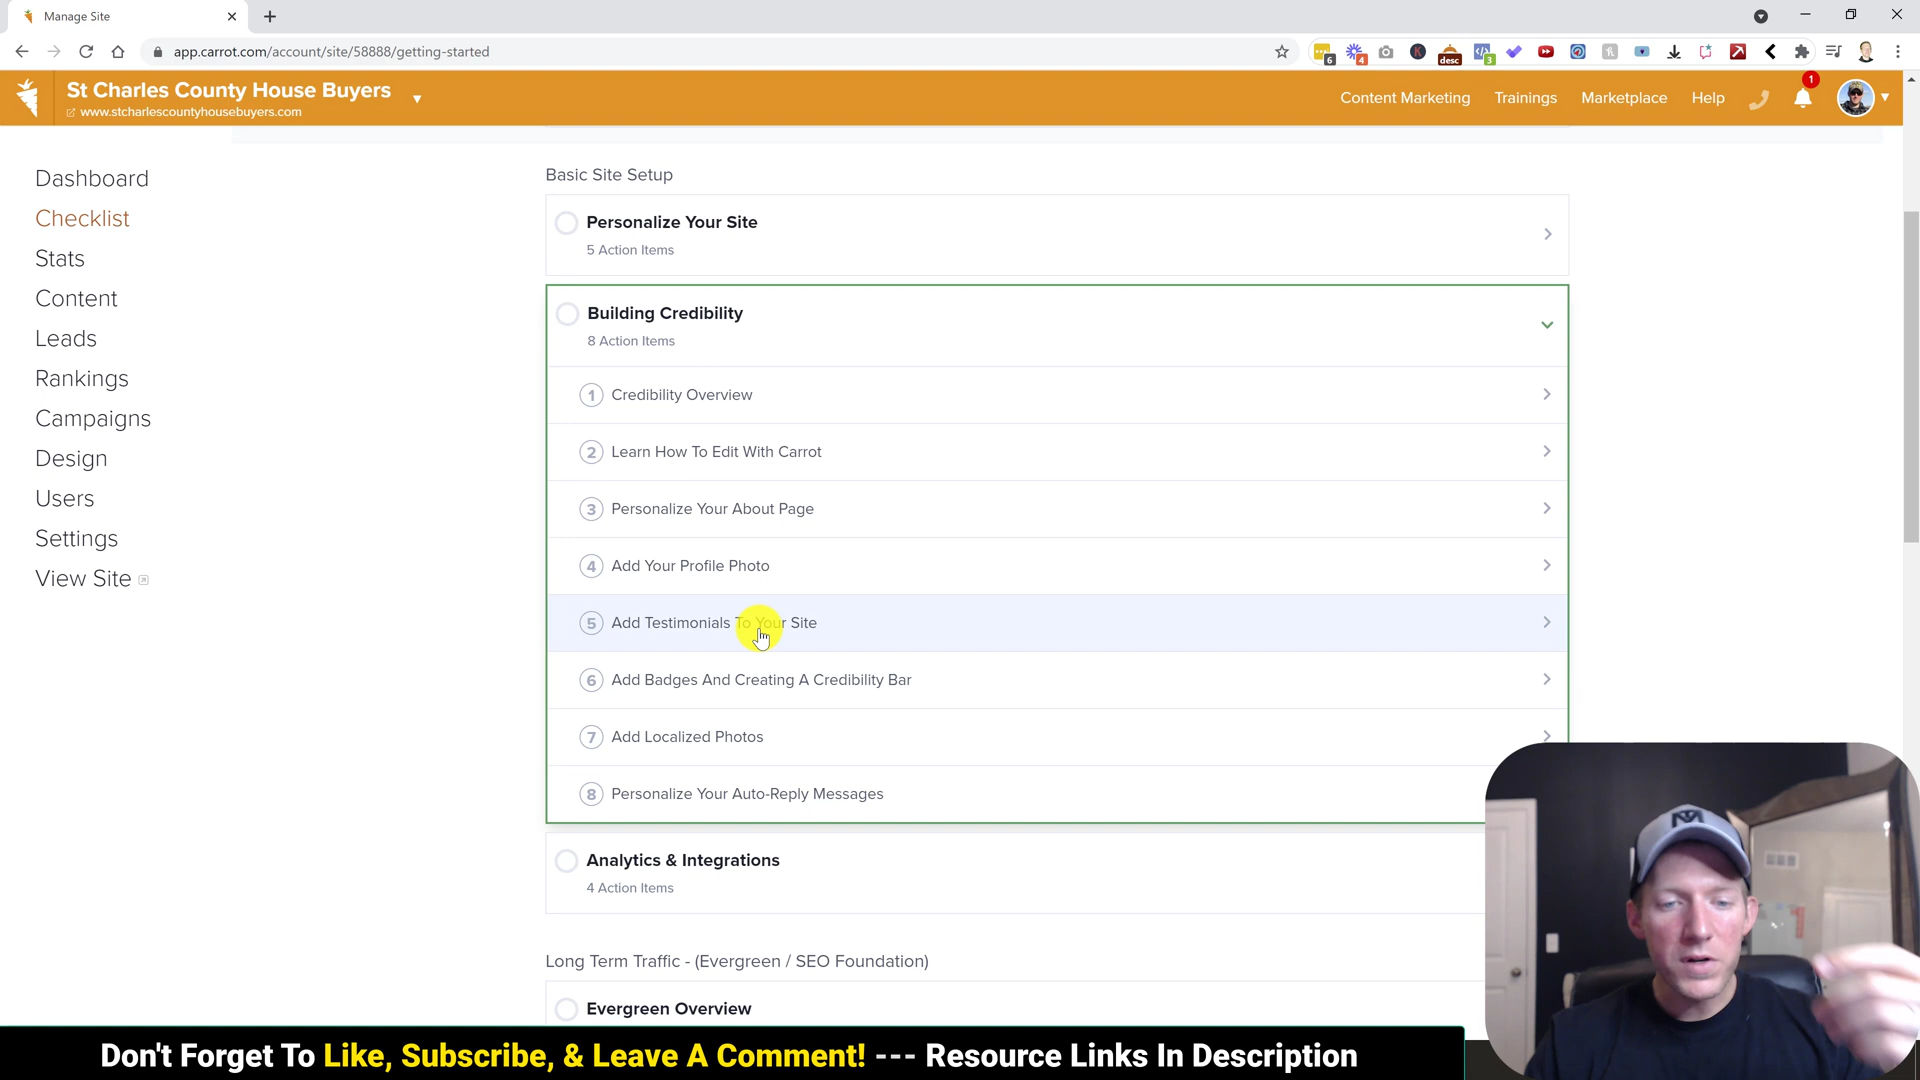 Manage Site
app.carrot.com/account/site/58888/getting-started
6
4
desc
3
St Charles County House Buyers
www.stcharlescountyhousebuyers.com
Content Marketing
Trainings
Marketplace
Help
1
Dashboard
Checklist
Stats
Content
Leads
Rankings
Campaigns
Design
Users
Settings
View Site
Basic Site Setup
Personalize Your Site
5 Action Items
Building Credibility
8 Action Items
1 Credibility Overview
2 Learn How To Edit With Carrot
3 Personalize Your About Page
4 Add Your Profile Photo
5 Add Testimonials To Your Site
6 Add Badges And Creating A Credibility Bar
7 Add Localized Photos
8 Personalize Your Auto-Reply Messages
Analytics & Integrations
4 Action Items
Long Term Traffic - (Evergreen / SEO Foundation)
Evergreen Overview
Don't Forget To Like, Subscribe, & Leave A Comment! --- Resource Links In Description